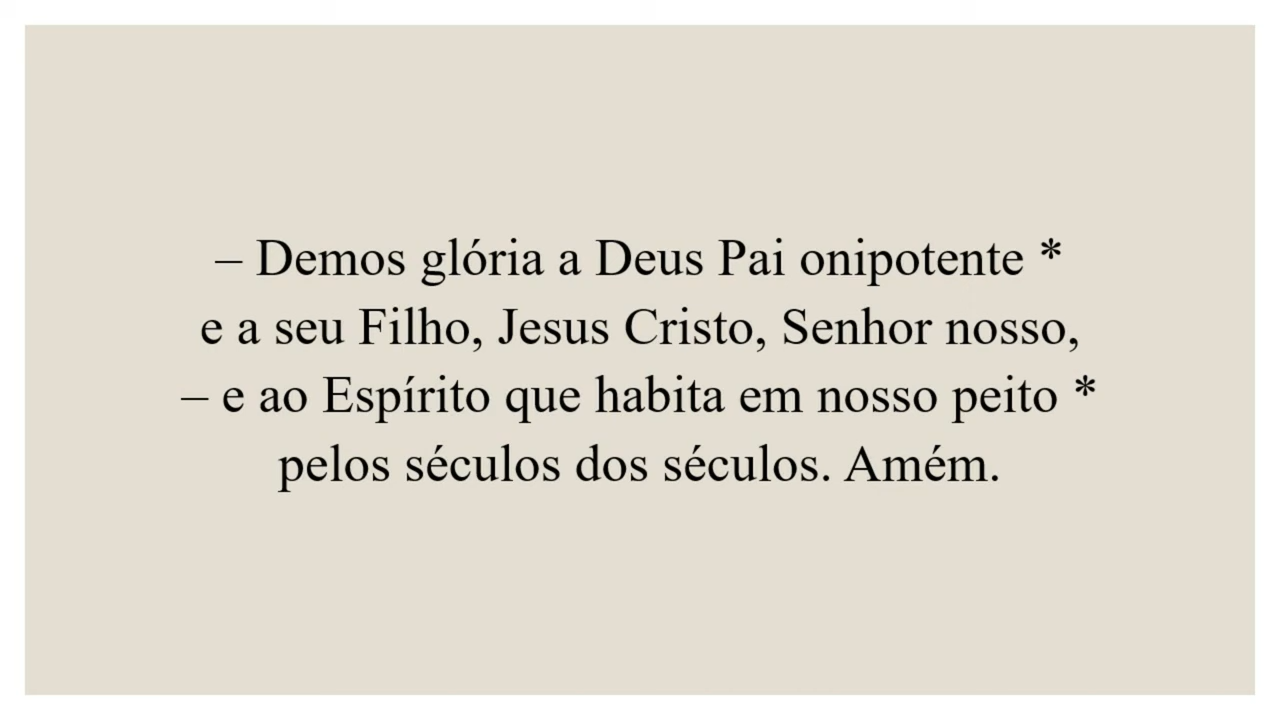 – Demos glória a Deus Pai onipotente *
e a seu Filho, Jesus Cristo, Senhor nosso,
– e ao Espírito que habita em nosso peito *
pelos séculos dos séculos. Amém.